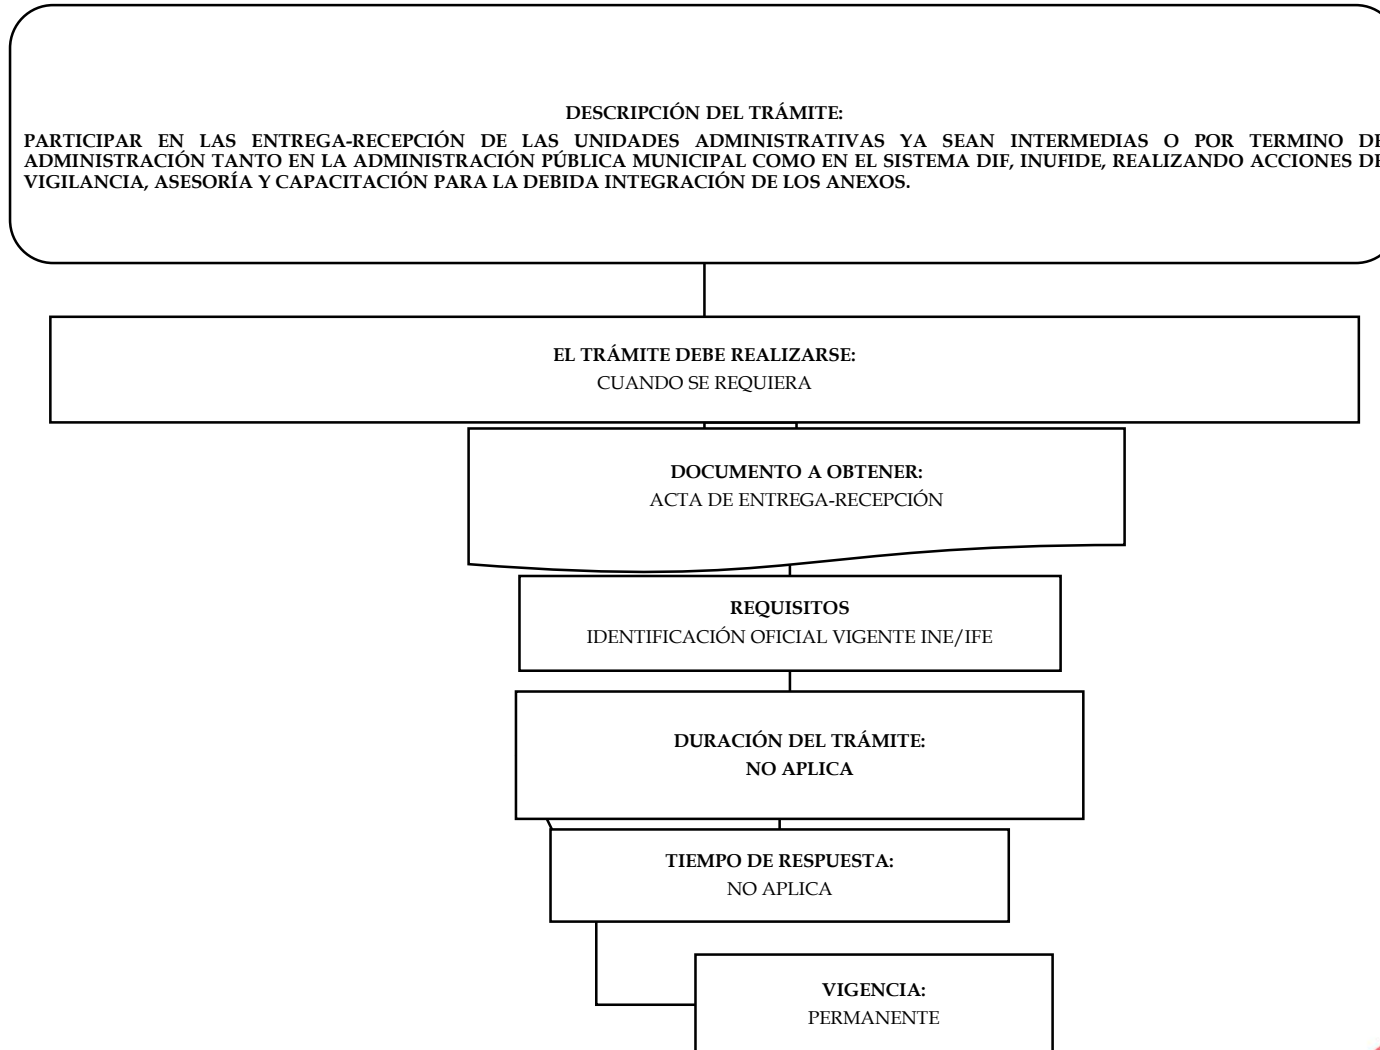 DESCRIPCIÓN DEL TRÁMITE:
PARTICIPAR EN LAS ENTREGA-RECEPCIÓN DE LAS UNIDADES ADMINISTRATIVAS YA SEAN INTERMEDIAS O POR TERMINO DE
ADMINISTRACIÓN TANTO EN LA ADMINISTRACIÓN PÚBLICA MUNICIPAL COMO EN EL SISTEMA DIF, INUFIDE, REALIZANDO ACCIONES DE
VIGILANCIA, ASESORÍA Y CAPACITACIÓN PARA LA DEBIDA INTEGRACIÓN DE LOS ANEXOS.
EL TRÁMITE DEBE REALIZARSE:
CUANDO SE REQUIERA
DOCUMENTO A OBTENER:
ACTA DE ENTREGA-RECEPCIÓN
REQUISITOS
IDENTIFICACIÓN OFICIAL VIGENTE INE/IFE
DURACIÓN DEL TRÁMITE:
NO APLICA
TIEMPO DE RESPUESTA:
NO APLICA
VIGENCIA:
PERMANENTE